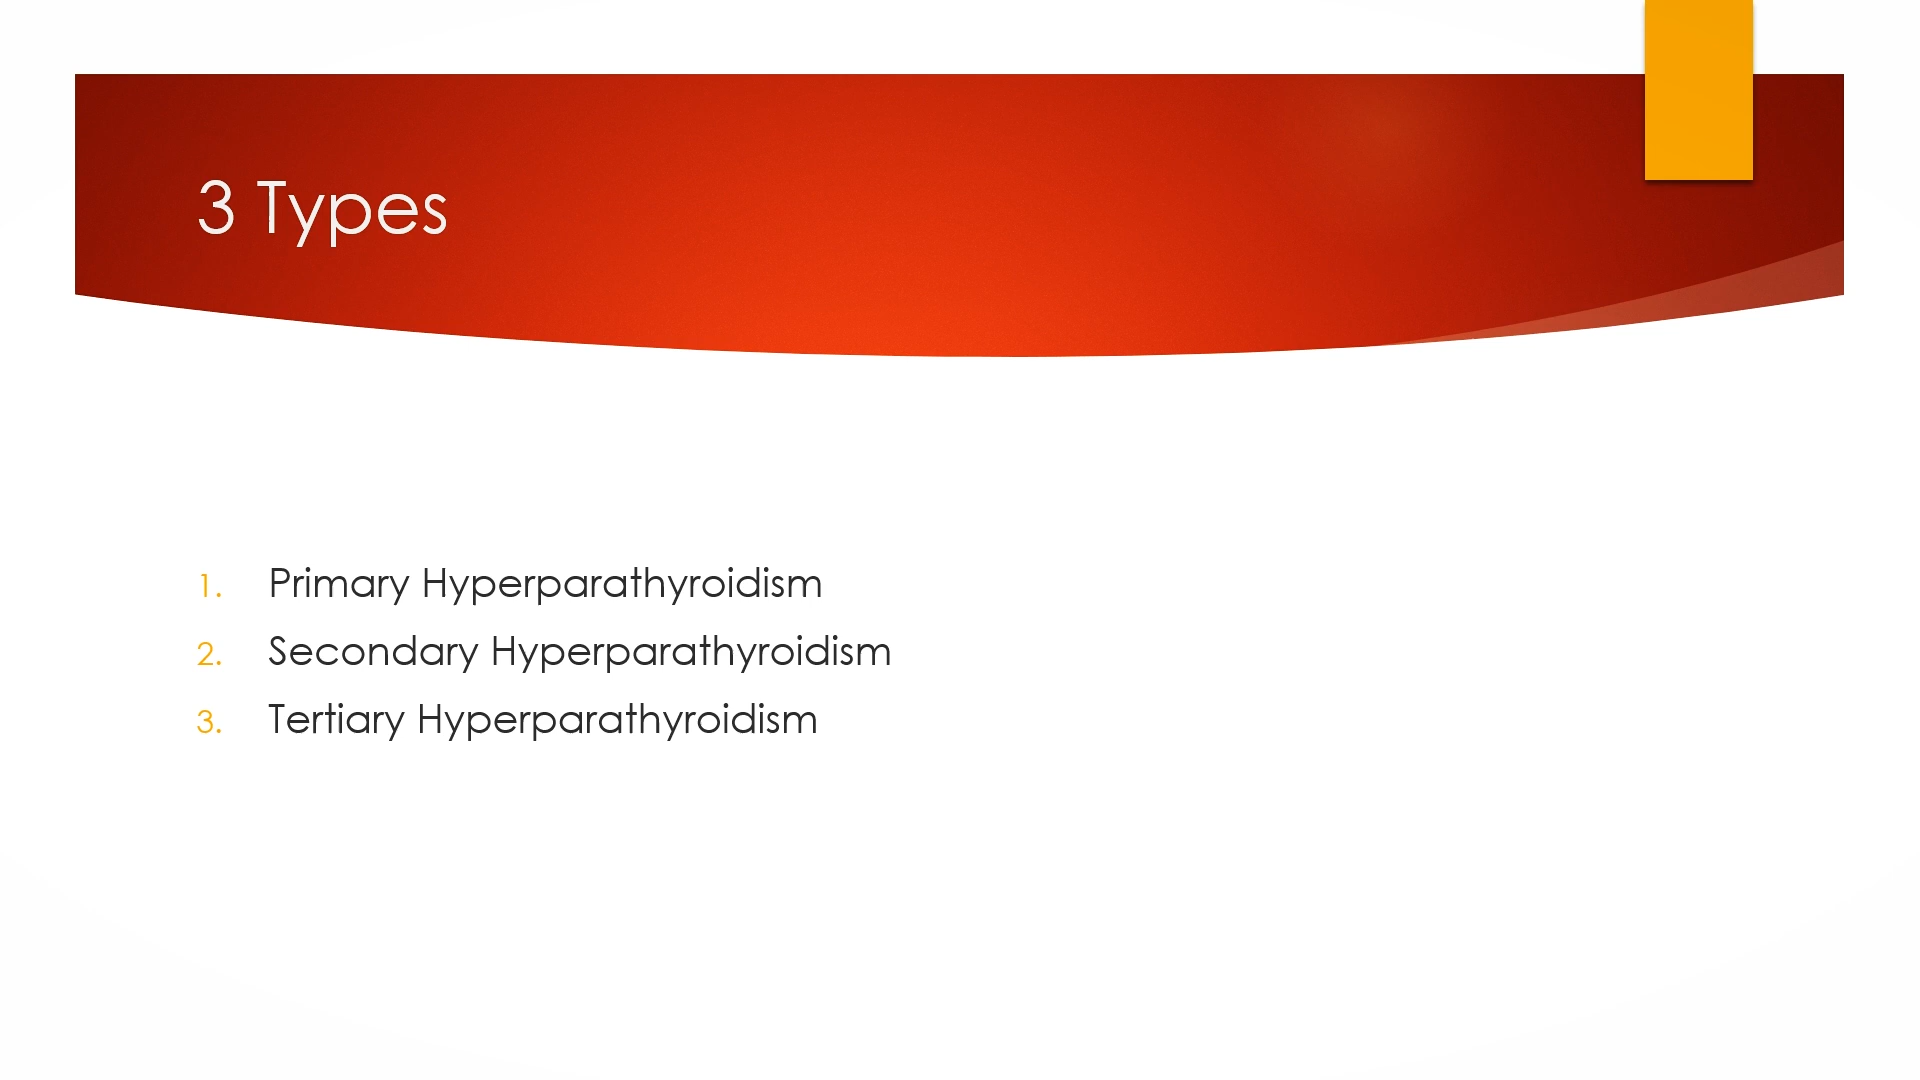 3 Types
1. Primary Hyperparathyroidism
2. Secondary Hyperparathyroidism
3. Tertiary Hyperparathyroidism